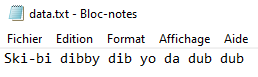 data.txt - Bloc-notes
Fichier Edition Format Affichage Aide
Ski-bi dibby dib yo da dub dub